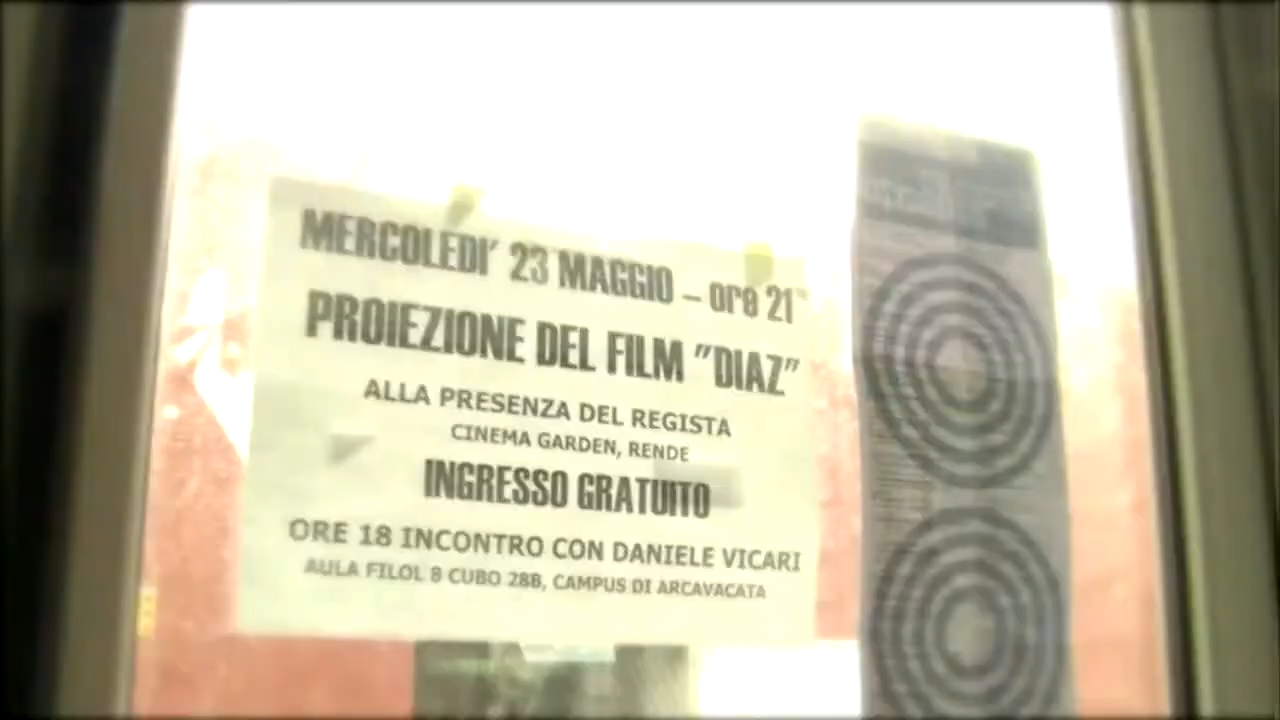 MERCOLEDI' 23 MAGGIO – ore 21
PROIEZIONE DEL FILM "DIAZ"
ALLA PRESENZA DEL REGISTA
CINEMA GARDEN, RENDE
INGRESSO GRATUITO
ORE 18 INCONTRO CON DANIELE VICARI
AULA FILOL 8 CUBO 28B, CAMPUS DI ARCAVACATA